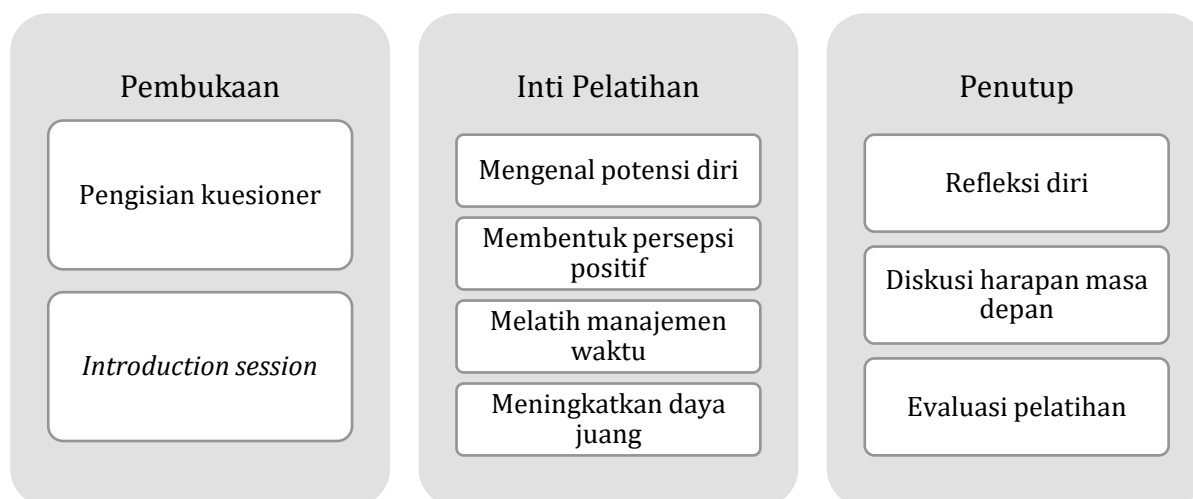 Pembukaan
Pengisian kuesioner
Introduction session
Inti Pelatihan
Mengenal potensi diri
Membentuk persepsi
positif
Melatih manajemen
waktu
Meningkatkan daya
juang
Penutup
Refleksi diri
Diskusi harapan masa
depan
Evaluasi pelatihan